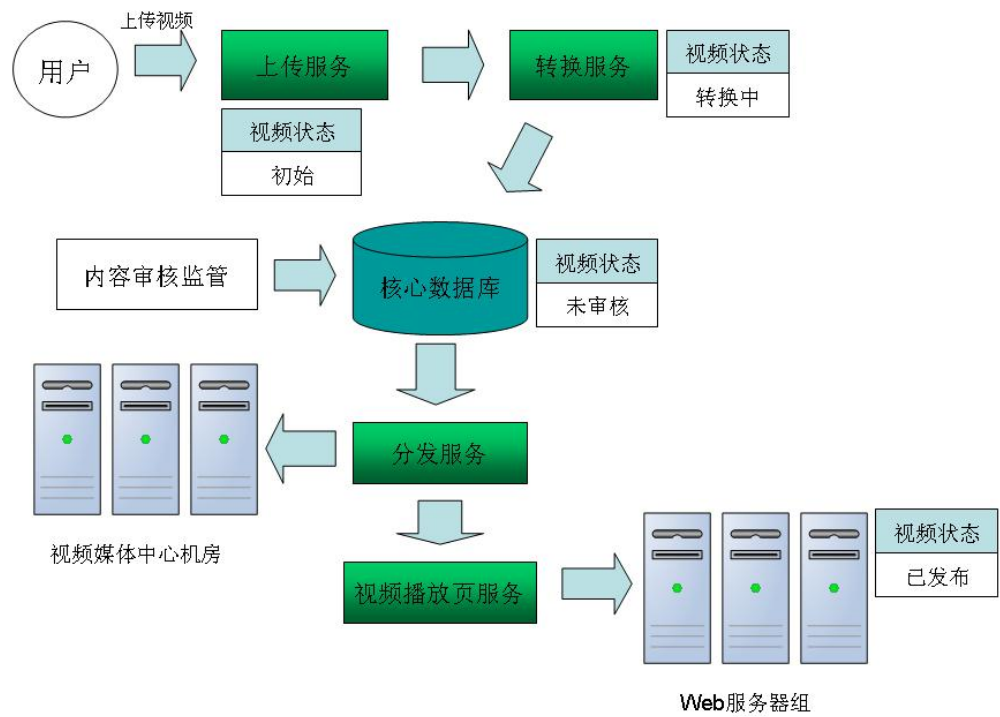 上传视频
用户
上传服务
转换服务
视频状态
转换中
视频状态
初始
内容审核监管
核心数据库
视频状态
未审核
分发服务
视频媒体中心机房
视频播放页服务
视频状态
已发布
Web服务器组